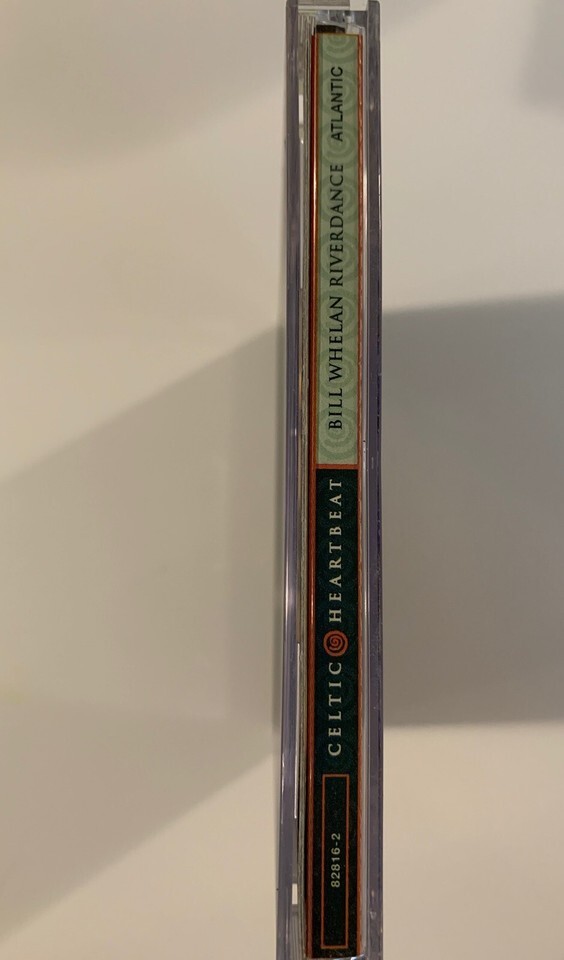 82816-2
CELTIC HEARTBEAT
BILL WHELAN RIVERDANCE ATLANTIC